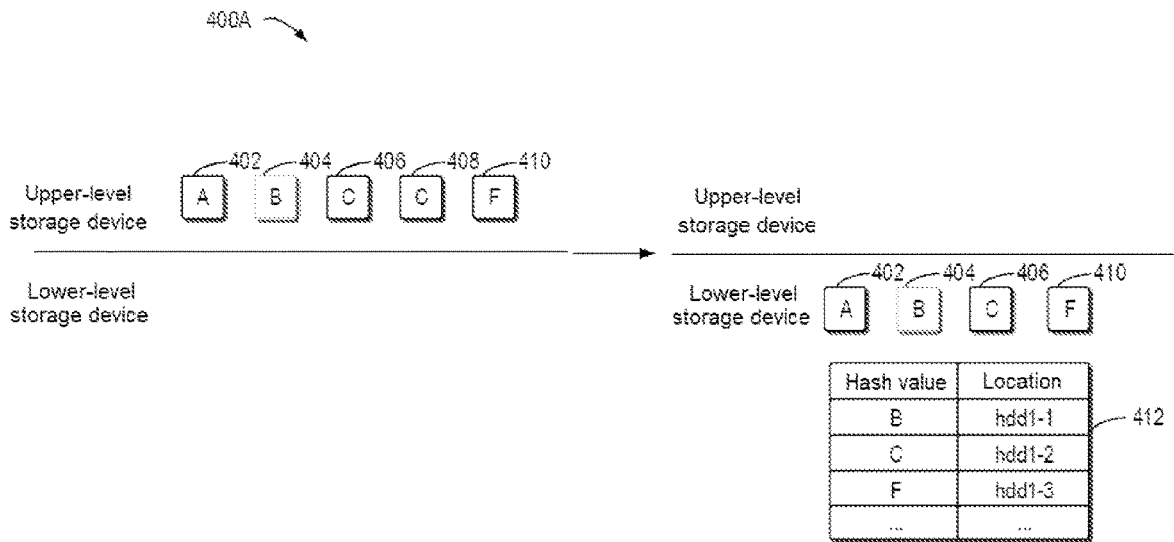 400A
402 404 406 408 410
A B C C F
Upper-level
storage device
Lower-level
storage device
Upper-level
storage device
402 404 406 410
A B C F
Lower-level
storage device
Hash value Location
B hdd1-1
C hdd1-2
F hdd1-3
... ...
412